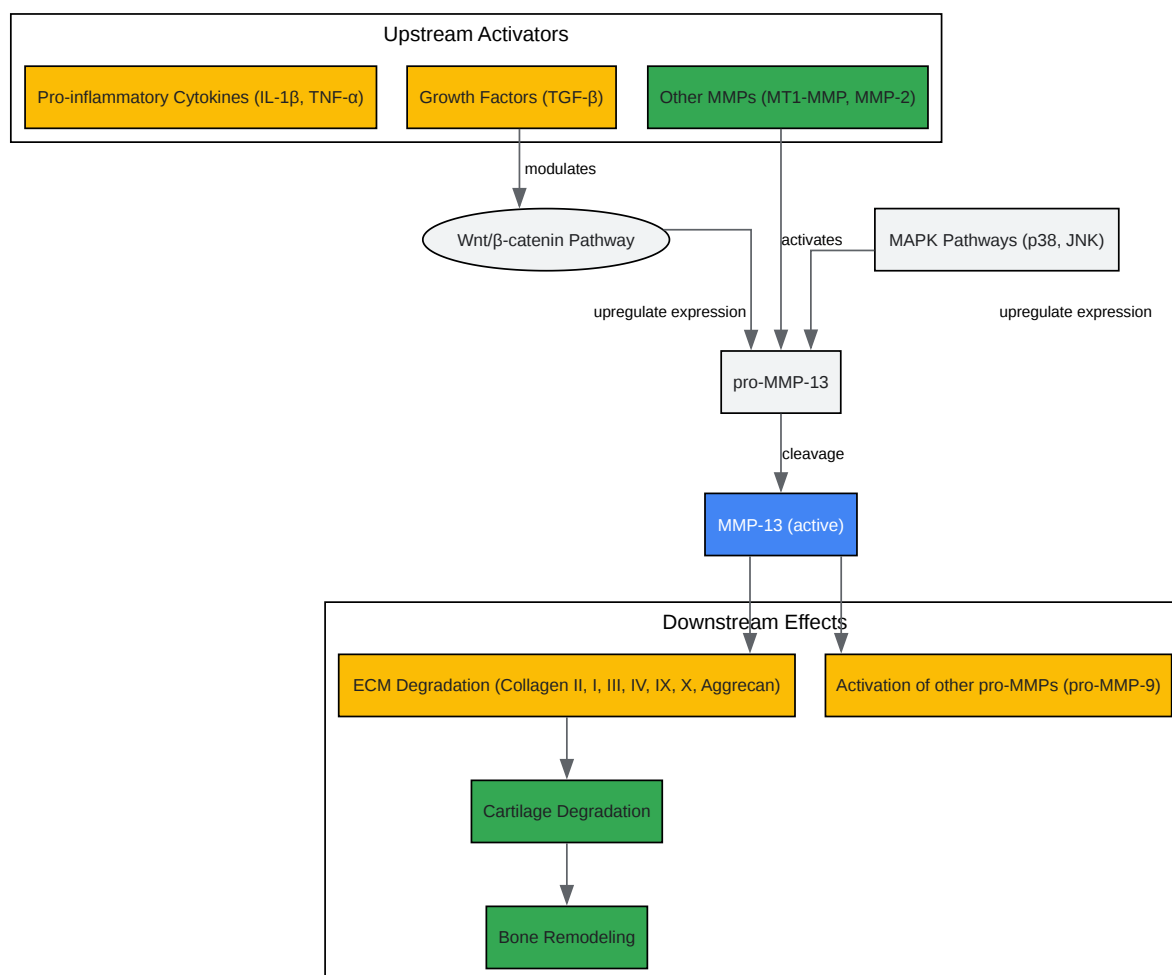 Upstream Activators
Pro-inflammatory Cytokines (IL-1β, TNF-α)
Growth Factors (TGF-β)
Other MMPs (MT1-MMP, MMP-2)
modulates
Wnt/β-catenin Pathway
activates
MAPK Pathways (p38, JNK)
upregulate expression
upregulate expression
pro-MMP-13
cleavage
MMP-13 (active)
Downstream Effects
ECM Degradation (Collagen II, I, III, IV, IX, X, Aggrecan)
Activation of other pro-MMPs (pro-MMP-9)
Cartilage Degradation
Bone Remodeling